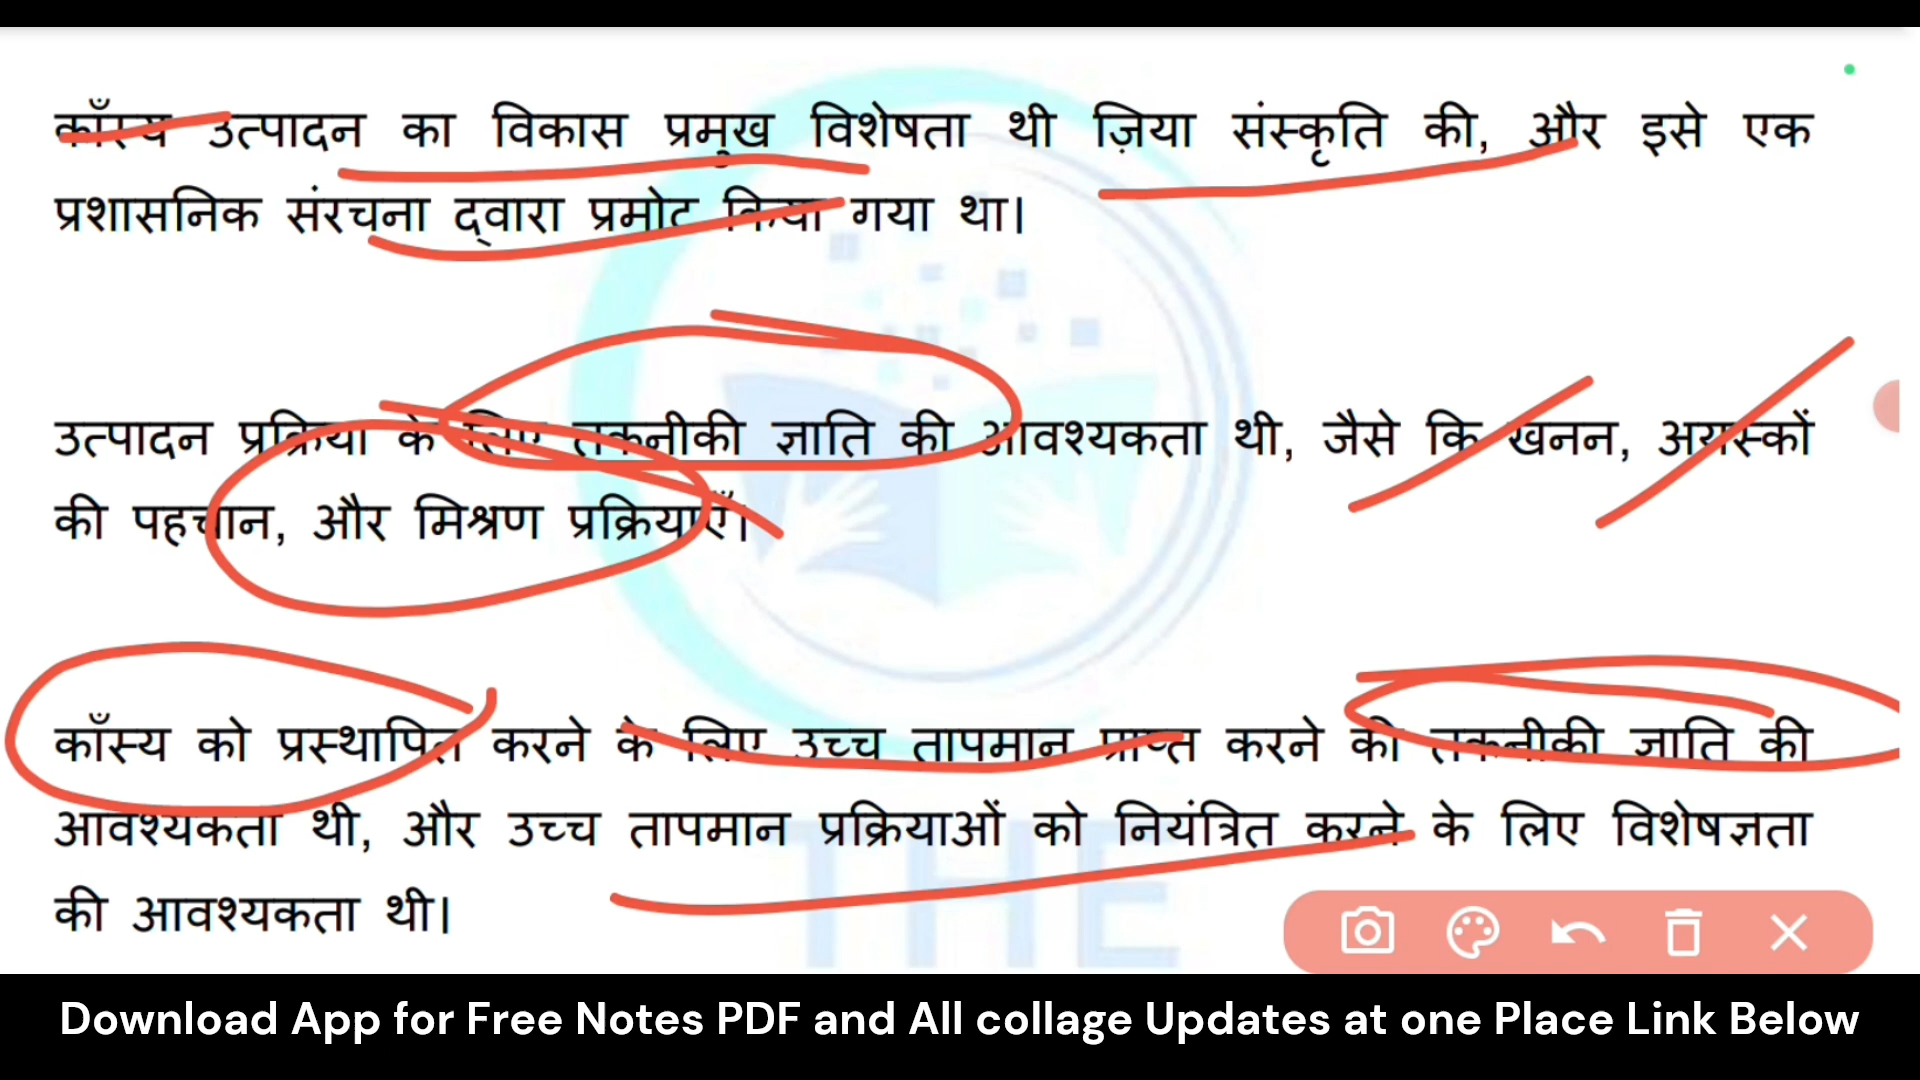 काँस्य उत्पादन का विकास प्रमुख विशेषता थी ज़िया संस्कृति की, और इसे एक
प्रशासनिक संरचना द्वारा प्रमोट किया गया था।
उत्पादन प्रक्रिया के लिए तकनीकी ज्ञाति की आवश्यकता थी, जैसे कि खनन, अयस्कों
की पहचान, और मिश्रण प्रक्रियाएँ।
काँस्य को प्रस्थापित करने के लिए उच्च तापमान प्राप्त करने की तकनीकी ज्ञाति की
आवश्यकता थी, और उच्च तापमान प्रक्रियाओं को नियंत्रित करने के लिए विशेषज्ञता
की आवश्यकता थी।
THE
Download App for Free Notes PDF and All collage Updates at one Place Link Below